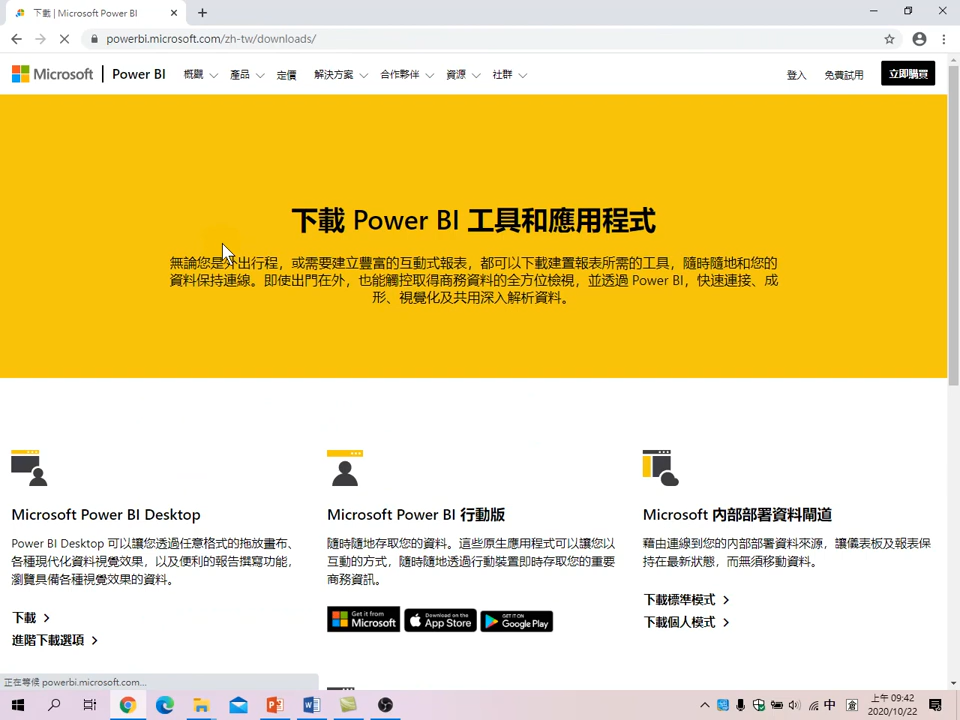 下載 | Microsoft Power BI
powerbi.microsoft.com/zh-tw/downloads/
Microsoft Power BI 概觀 產品 定價 解決方案 合作夥伴 資源 社群 登入 免費試用 立即購買
下載 Power BI 工具和應用程式
無論您是外出行程，或需要建立豐富的互動式報表，都可以下載建置報表所需的工具，隨時隨地和您的
資料保持連線。即使出門在外，也能觸控取得商務資料的全方位檢視，並透過 Power BI，快速連接、成
形、視覺化及共用深入解析資料。
Microsoft Power BI Desktop
Power BI Desktop 可以讓您透過任意格式的拖放畫布、
各種現代化資料視覺效果，以及便利的報告撰寫功能，
瀏覽具備各種視覺效果的資料。
下載
進階下載選項
Microsoft Power BI 行動版
隨時隨地存取您的資料。這些原生應用程式可以讓您以
互動的方式，隨時隨地透過行動裝置即時存取您的重要
商務資訊。
Get it from
Microsoft
Download on the
App Store
GET IT ON
Google Play
Microsoft 內部部署資料閘道
藉由連線到您的內部部署資料來源，讓儀表板及報表保
持在最新狀態，而無須移動資料。
下載標準模式
下載個人模式
正在等候 powerbi.microsoft.com...
中
倉
上午 09:42
2020/10/22